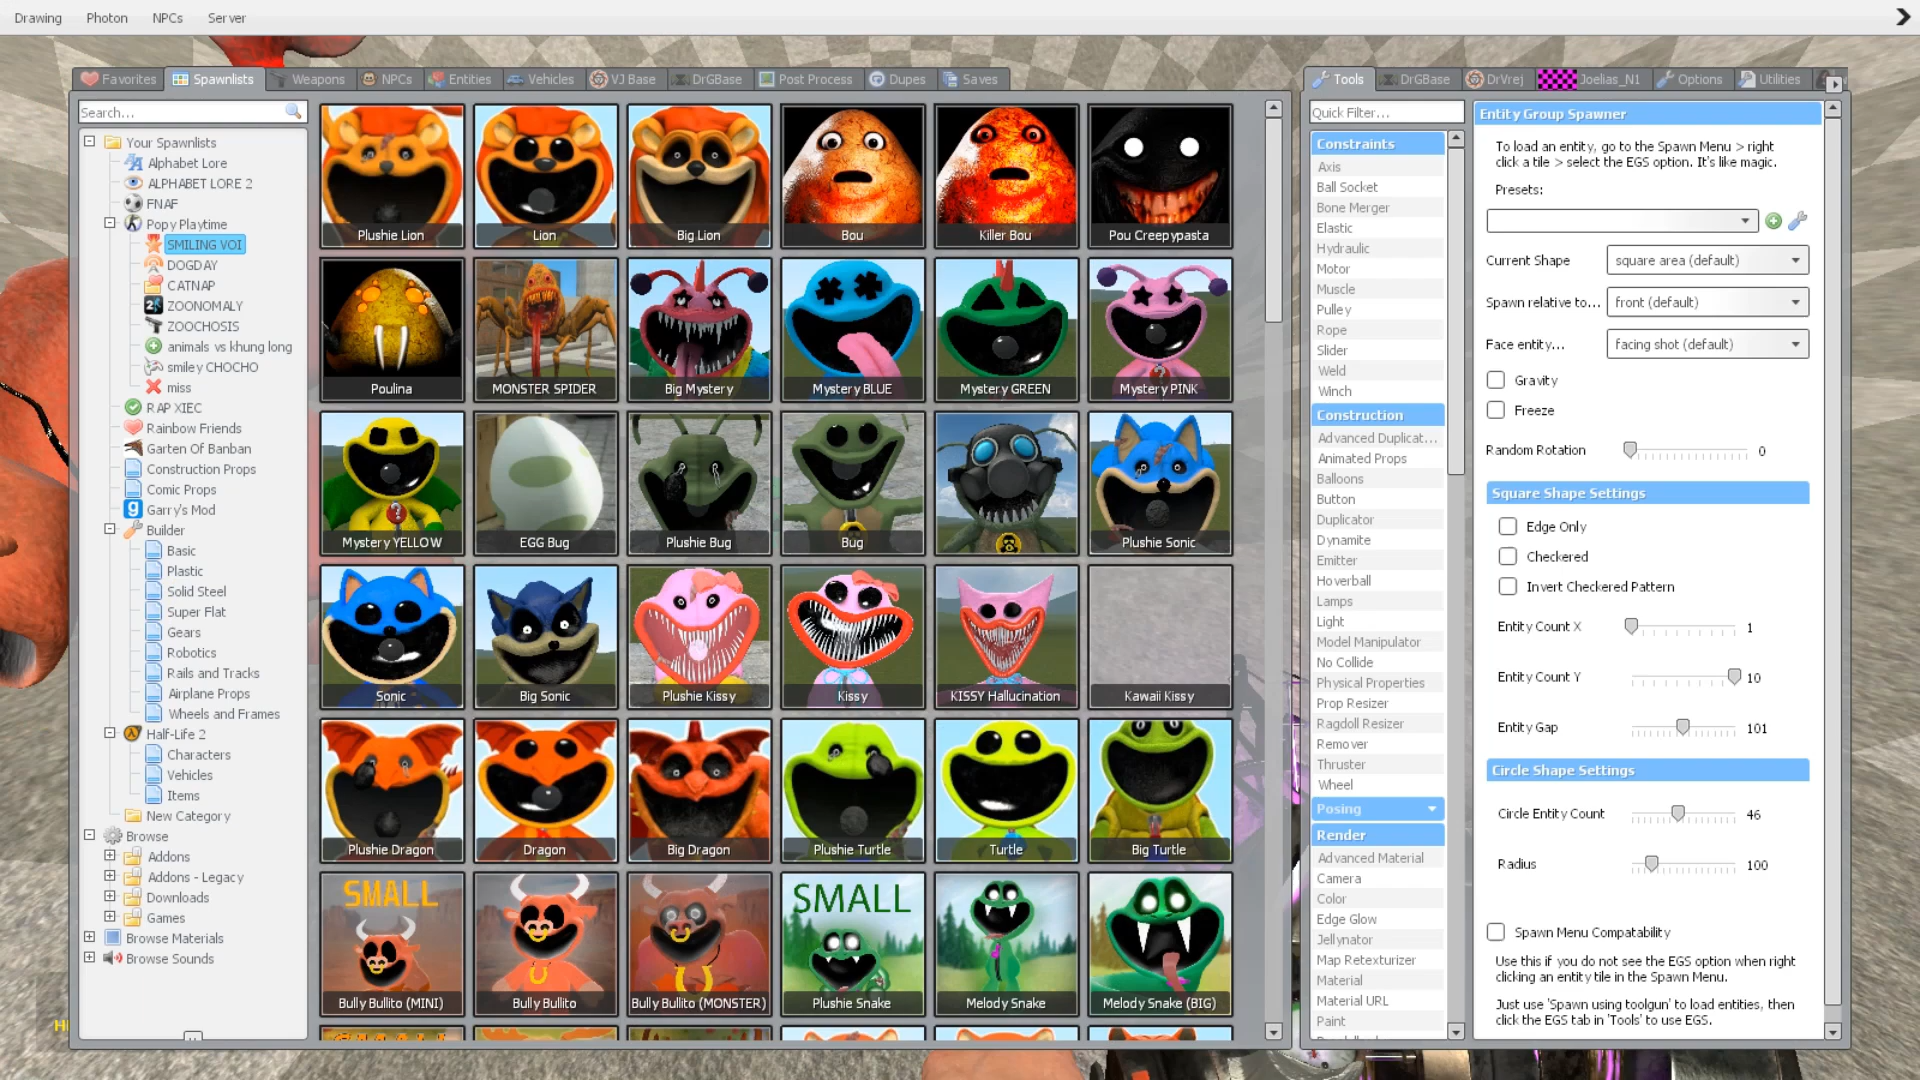 Drawing Photon NPCs Server
Favorites Spawnlists Weapons NPCs Entities Vehicles VJ Base DrGBase Post Process Dupes Saves
Search...
Your Spawnlists
Alphabet Lore
ALPHABET LORE 2
FNAF
Popy Playtime
SMILING VOI
DOGDAY
CATNAP
ZOONOMALY
ZOOCHOSIS
animals vs khung long
smiley CHOCHO
miss
RAP XIEC
Rainbow Friends
Garten Of Banban
Construction Props
Comic Props
Garry's Mod
Builder
Basic
Plastic
Solid Steel
Super Flat
Gears
Robotics
Rails and Tracks
Airplane Props
Wheels and Frames
Half-Life 2
Characters
Vehicles
Items
New Category
Browse
Addons
Addons - Legacy
Downloads
Games
Browse Materials
Browse Sounds
Plushie Lion Lion Big Lion Bou Killer Bou Pou Creepypasta
Poulina MONSTER SPIDER Big Mystery Mystery BLUE Mystery GREEN Mystery PINK
Mystery YELLOW EGG Bug Plushie Bug Bug Plushie Sonic
Sonic Big Sonic Plushie Kissy Kissy KISSY Hallucination Kawaii Kissy
Plushie Dragon Dragon Big Dragon Plushie Turtle Turtle Big Turtle
SMALL SMALL
Bully Bullito (MINI) Bully Bullito Bully Bullito (MONSTER) Plushie Snake Melody Snake Melody Snake (BIG)
Tools DrGBase DrVrej Joelias_N1 Options Utilities
Quick Filter...
Constraints
Axis
Ball Socket
Bone Merger
Elastic
Hydraulic
Motor
Muscle
Pulley
Rope
Slider
Weld
Winch
Construction
Advanced Duplicat...
Animated Props
Balloons
Button
Duplicator
Dynamite
Emitter
Hoverball
Lamps
Light
Model Manipulator
No Collide
Physical Properties
Prop Resizer
Ragdoll Resizer
Remover
Thruster
Wheel
Posing
Render
Advanced Material
Camera
Color
Edge Glow
Jellynator
Map Retexturizer
Material
Material URL
Paint
Entity Group Spawner
To load an entity, go to the Spawn Menu > right
click a tile > select the EGS option. It's like magic.
Presets:
Current Shape square area (default)
Spawn relative to... front (default)
Face entity... facing shot (default)
Gravity
Freeze
Random Rotation 0
Square Shape Settings
Edge Only
Checkered
Invert Checkered Pattern
Entity Count X 1
Entity Count Y 10
Entity Gap 101
Circle Shape Settings
Circle Entity Count 46
Radius 100
Spawn Menu Compatability
Use this if you do not see the EGS option when right
clicking an entity tile in the Spawn Menu.
Just use 'Spawn using toolgun' to load entities, then
click the EGS tab in 'Tools' to use EGS.